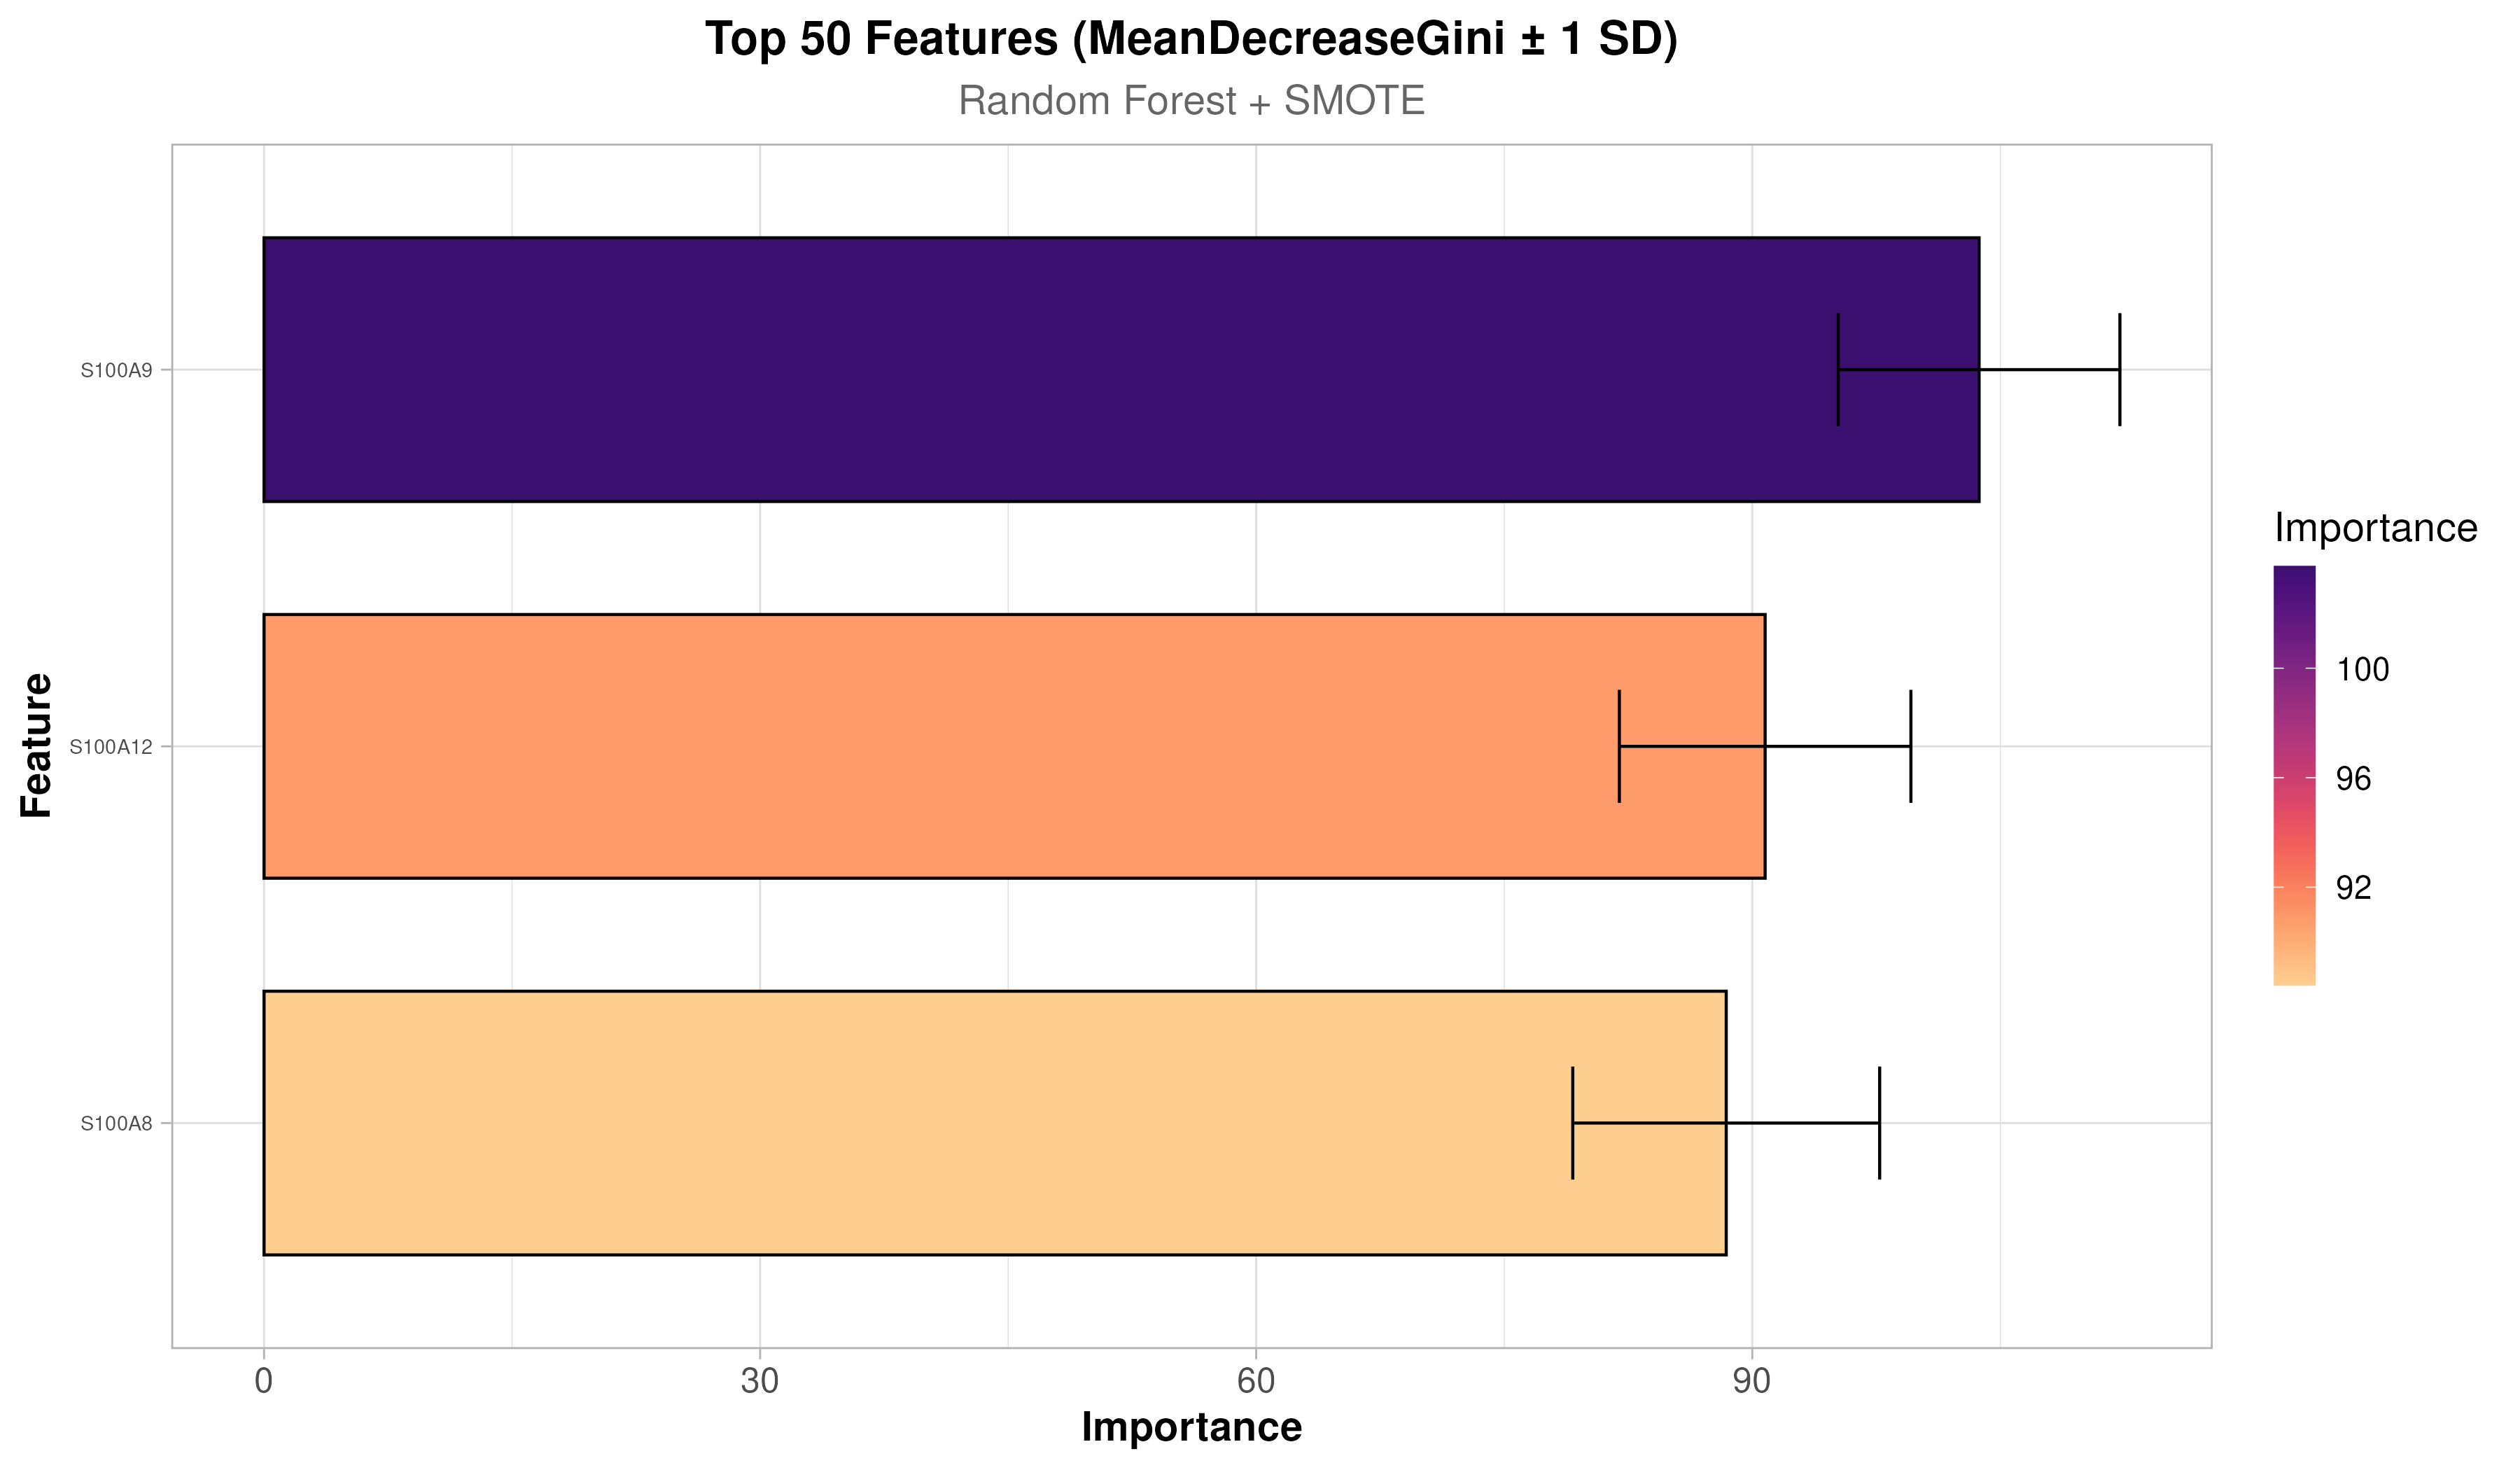 Top 50 Features (MeanDecreaseGini ± 1 SD)
Random Forest + SMOTE
Feature
S100A9
S100A12
S100A8
0 30 60 90
Importance
Importance
100
96
92